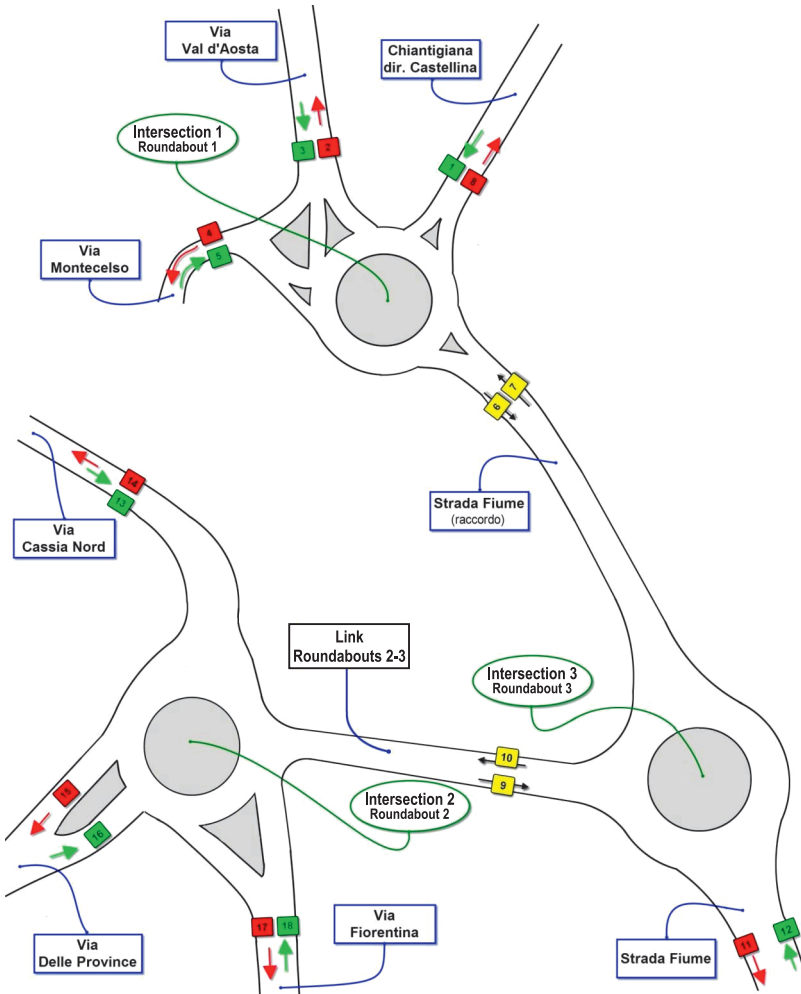 Via
Val d'Aosta
Chiantigiana
dir. Castellina
Intersection 1
Roundabout 1
3
2
1
8
4
5
Via
Montecelso
7
6
Strada Fiume
(raccordo)
14
13
Via
Cassia Nord
Link
Roundabouts 2-3
Intersection 3
Roundabout 3
10
9
15
16
Intersection 2
Roundabout 2
17
18
Via
Fiorentina
Via
Delle Province
Strada Fiume
11
12